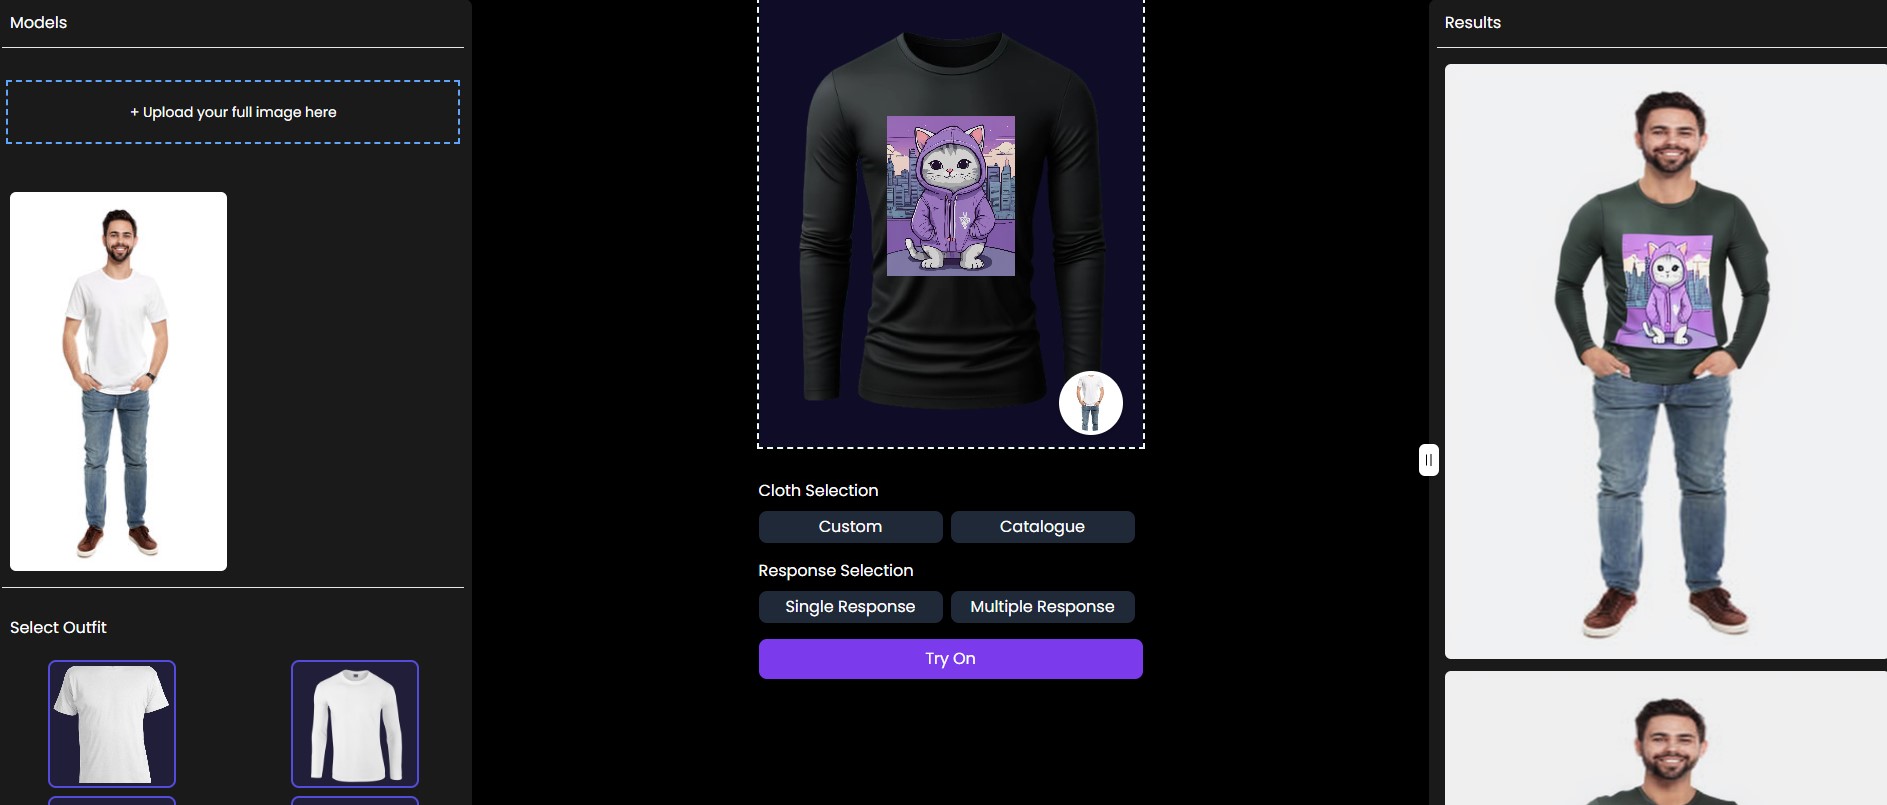 Models
+ Upload your full image here
Select Outfit
Cloth Selection
Custom
Catalogue
Response Selection
Single Response
Multiple Response
Try On
Results